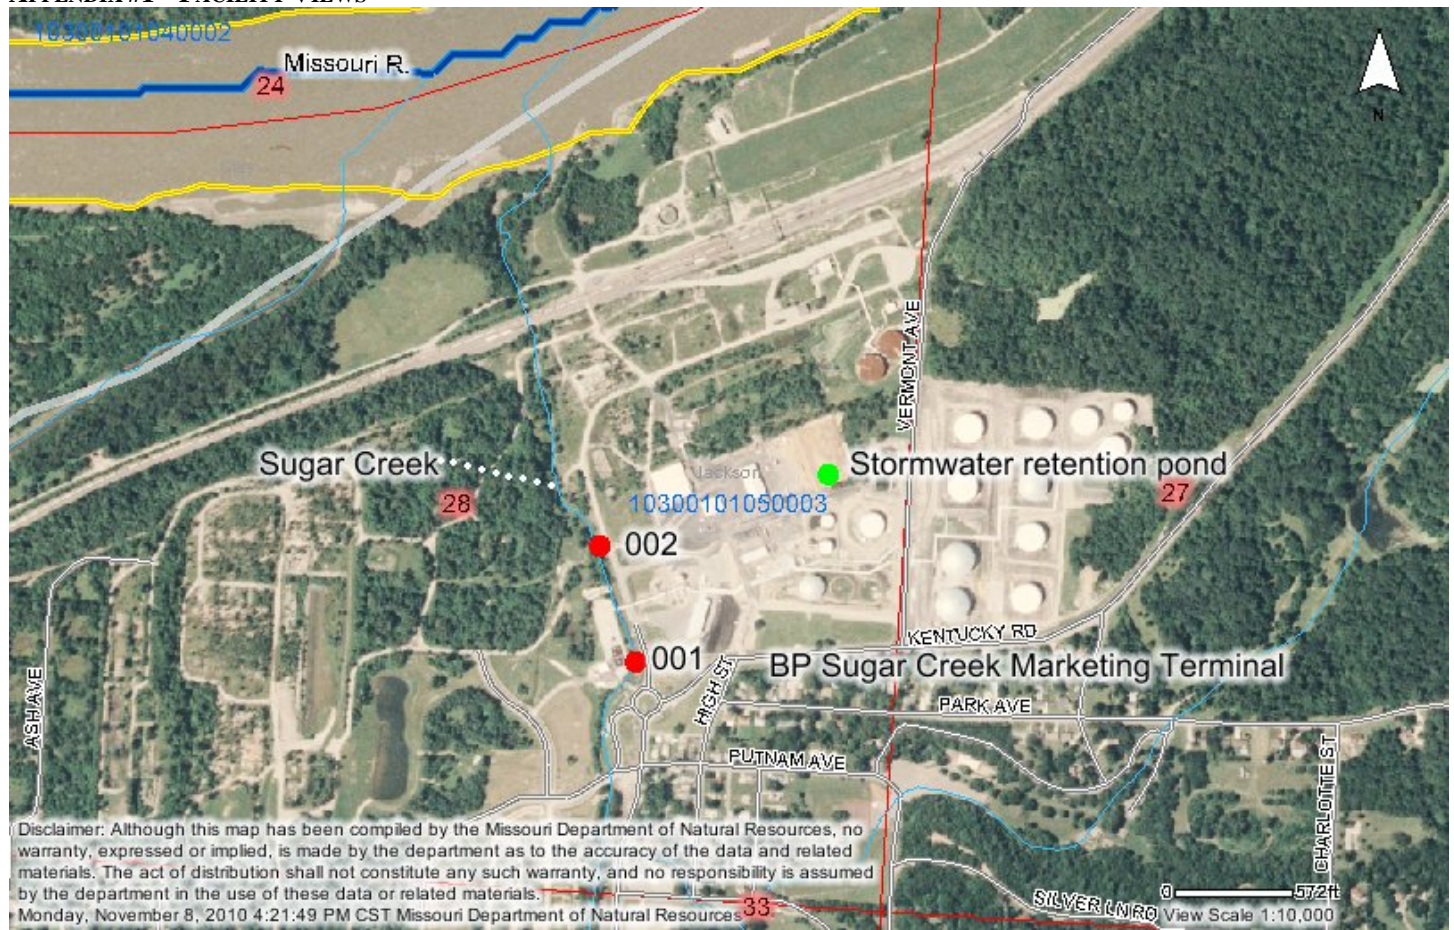 APPENDIX #1 – FACILITY VIEWS
10300101040002
Missouri R.
24
N
VERMONT AVE
Sugar Creek
Jackson
Stormwater retention pond
28
10300101050003
27
002
KENTUCKY RD
001
BP Sugar Creek Marketing Terminal
HIGH ST
ASH AVE
PARK AVE
PUTNAM AVE
CHARLOTTE ST
Disclaimer: Although this map has been compiled by the Missouri Department of Natural Resources, no
warranty, expressed or implied, is made by the department as to the accuracy of the data and related
materials. The act of distribution shall not constitute any such warranty, and no responsibility is assumed
by the department in the use of these data or related materials.
Monday, November 8, 2010 4:21:49 PM CST Missouri Department of Natural Resources
33
SILVER LN RD
0 572ft
View Scale 1:10,000